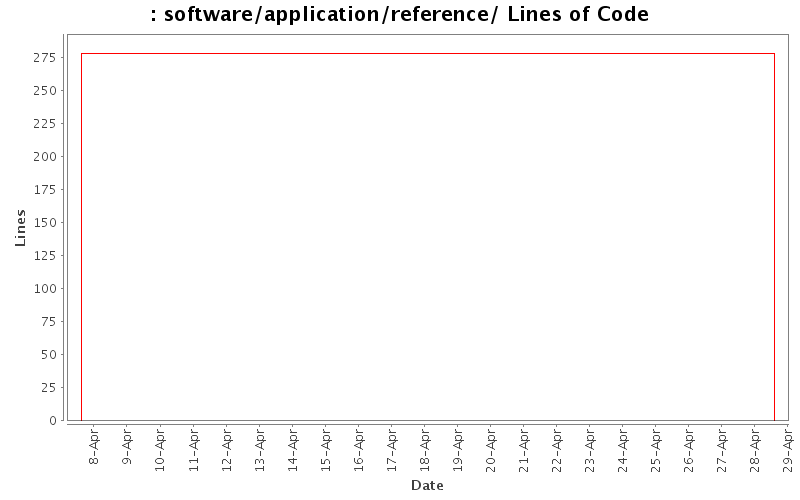 : software/application/reference/ Lines of Code
275
250
225
200
175
150
125
100
75
50
25
0
Lines
8-Apr
9-Apr
10-Apr
11-Apr
12-Apr
13-Apr
14-Apr
15-Apr
16-Apr
17-Apr
18-Apr
19-Apr
20-Apr
21-Apr
22-Apr
23-Apr
24-Apr
25-Apr
26-Apr
27-Apr
28-Apr
29-Apr
Date